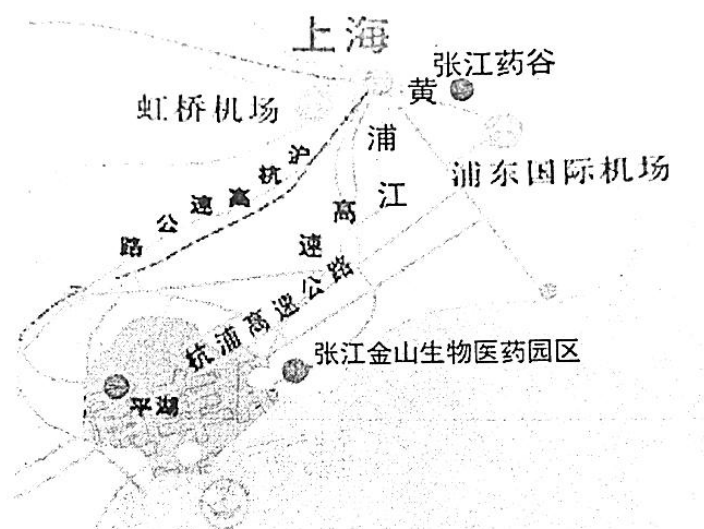 上海
张江药谷
黄浦江
虹桥机场
浦东国际机场
沪杭高速公路
高速
杭浦高速公路
张江金山生物医药园区
平湖